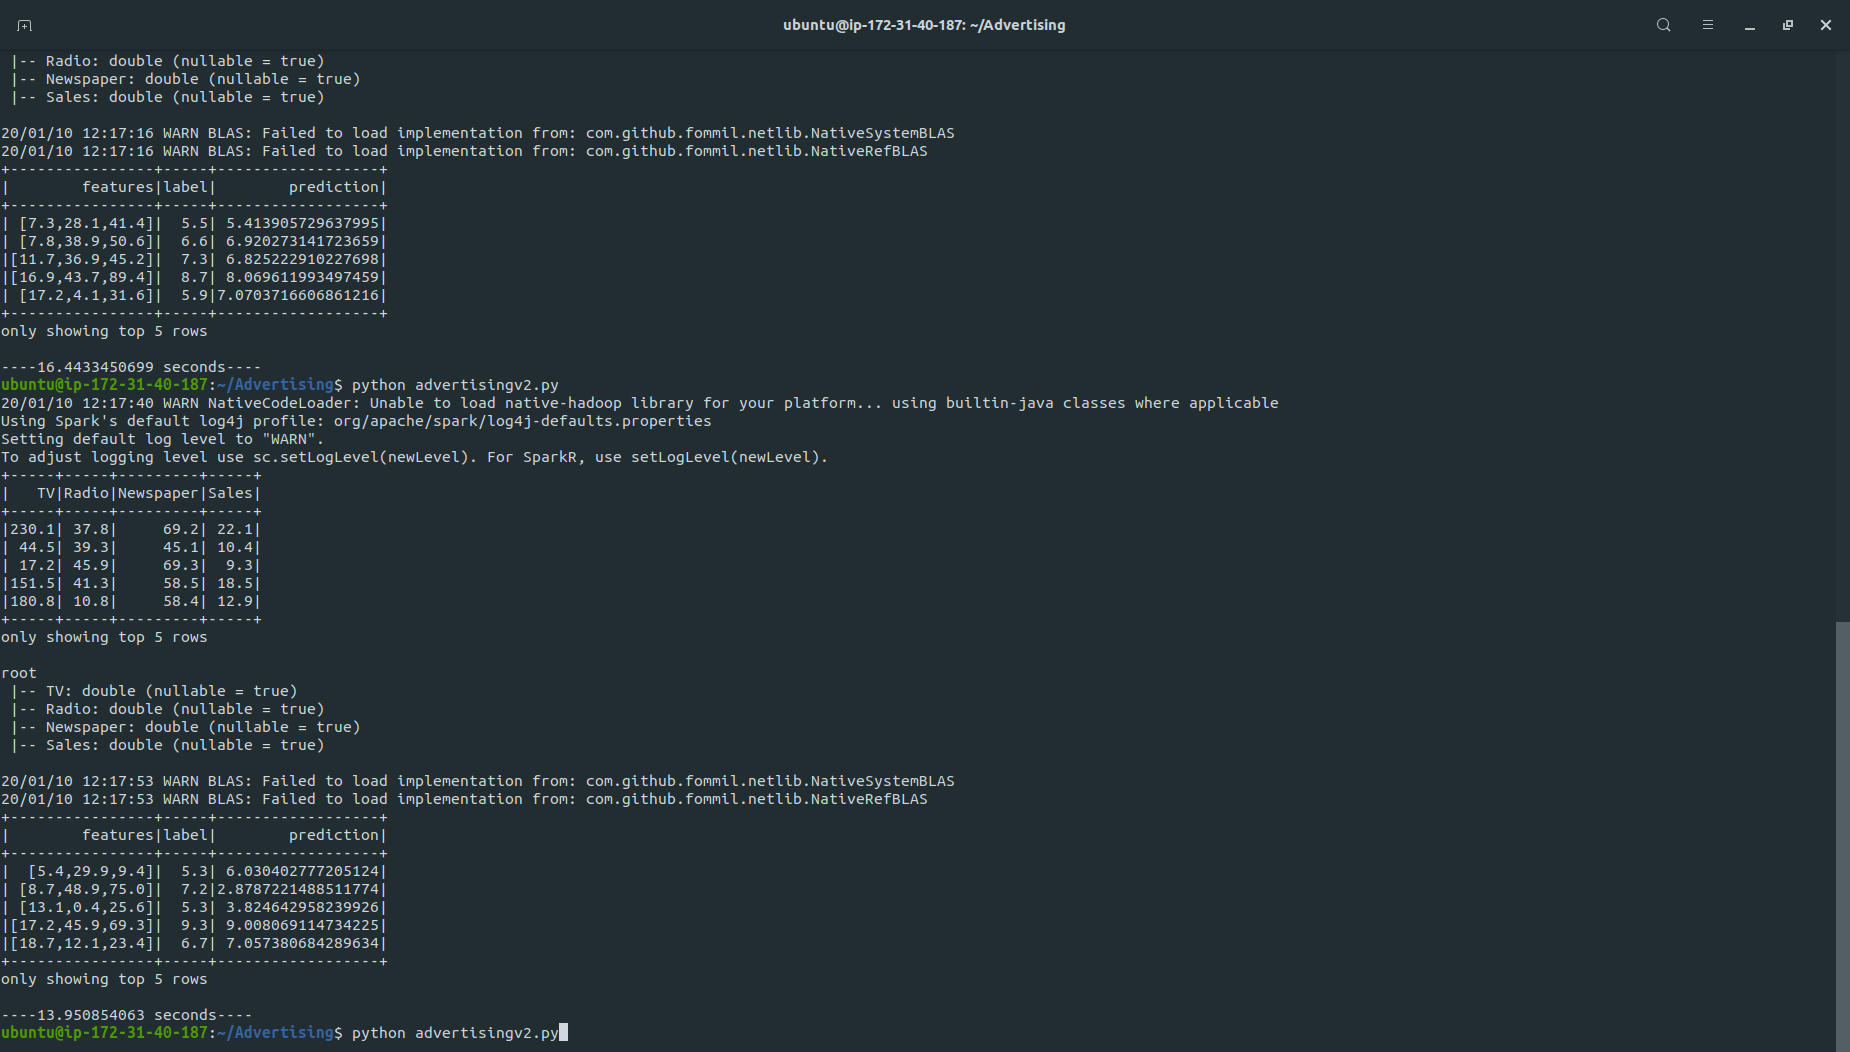 ubuntu@ip-172-31-40-187: ~/Advertising
 |-- Radio: double (nullable = true)
 |-- Newspaper: double (nullable = true)
 |-- Sales: double (nullable = true)

20/01/10 12:17:16 WARN BLAS: Failed to load implementation from: com.github.fommil.netlib.NativeSystemBLAS
20/01/10 12:17:16 WARN BLAS: Failed to load implementation from: com.github.fommil.netlib.NativeRefBLAS
+----------------+-----+------------------+
|        features|label|        prediction|
+----------------+-----+------------------+
| [7.3,28.1,41.4]|  5.5| 5.413905729637995|
| [7.8,38.9,50.6]|  6.6| 6.920273141723659|
|[11.7,36.9,45.2]|  7.3| 6.825222910227698|
|[16.9,43.7,89.4]|  8.7| 8.069611993497459|
| [17.2,4.1,31.6]|  5.9|7.0703716606861216|
+----------------+-----+------------------+
only showing top 5 rows

----16.4433450699 seconds----
ubuntu@ip-172-31-40-187:~/Advertising$ python advertisingv2.py
20/01/10 12:17:40 WARN NativeCodeLoader: Unable to load native-hadoop library for your platform... using builtin-java classes where applicable
Using Spark's default log4j profile: org/apache/spark/log4j-defaults.properties
Setting default log level to "WARN".
To adjust logging level use sc.setLogLevel(newLevel). For SparkR, use setLogLevel(newLevel).
+-----+-----+---------+-----+
|   TV|Radio|Newspaper|Sales|
+-----+-----+---------+-----+
|230.1| 37.8|     69.2| 22.1|
| 44.5| 39.3|     45.1| 10.4|
| 17.2| 45.9|     69.3|  9.3|
|151.5| 41.3|     58.5| 18.5|
|180.8| 10.8|     58.4| 12.9|
+-----+-----+---------+-----+
only showing top 5 rows

root
 |-- TV: double (nullable = true)
 |-- Radio: double (nullable = true)
 |-- Newspaper: double (nullable = true)
 |-- Sales: double (nullable = true)

20/01/10 12:17:53 WARN BLAS: Failed to load implementation from: com.github.fommil.netlib.NativeSystemBLAS
20/01/10 12:17:53 WARN BLAS: Failed to load implementation from: com.github.fommil.netlib.NativeRefBLAS
+----------------+-----+------------------+
|        features|label|        prediction|
+----------------+-----+------------------+
|  [5.4,29.9,9.4]|  5.3| 6.030402777205124|
| [8.7,48.9,75.0]|  7.2|2.8787221488511774|
| [13.1,0.4,25.6]|  5.3| 3.824642958239926|
|[17.2,45.9,69.3]|  9.3| 9.008069114734225|
|[18.7,12.1,23.4]|  6.7| 7.057380684289634|
+----------------+-----+------------------+
only showing top 5 rows

----13.950854063 seconds----
ubuntu@ip-172-31-40-187:~/Advertising$ python advertisingv2.py